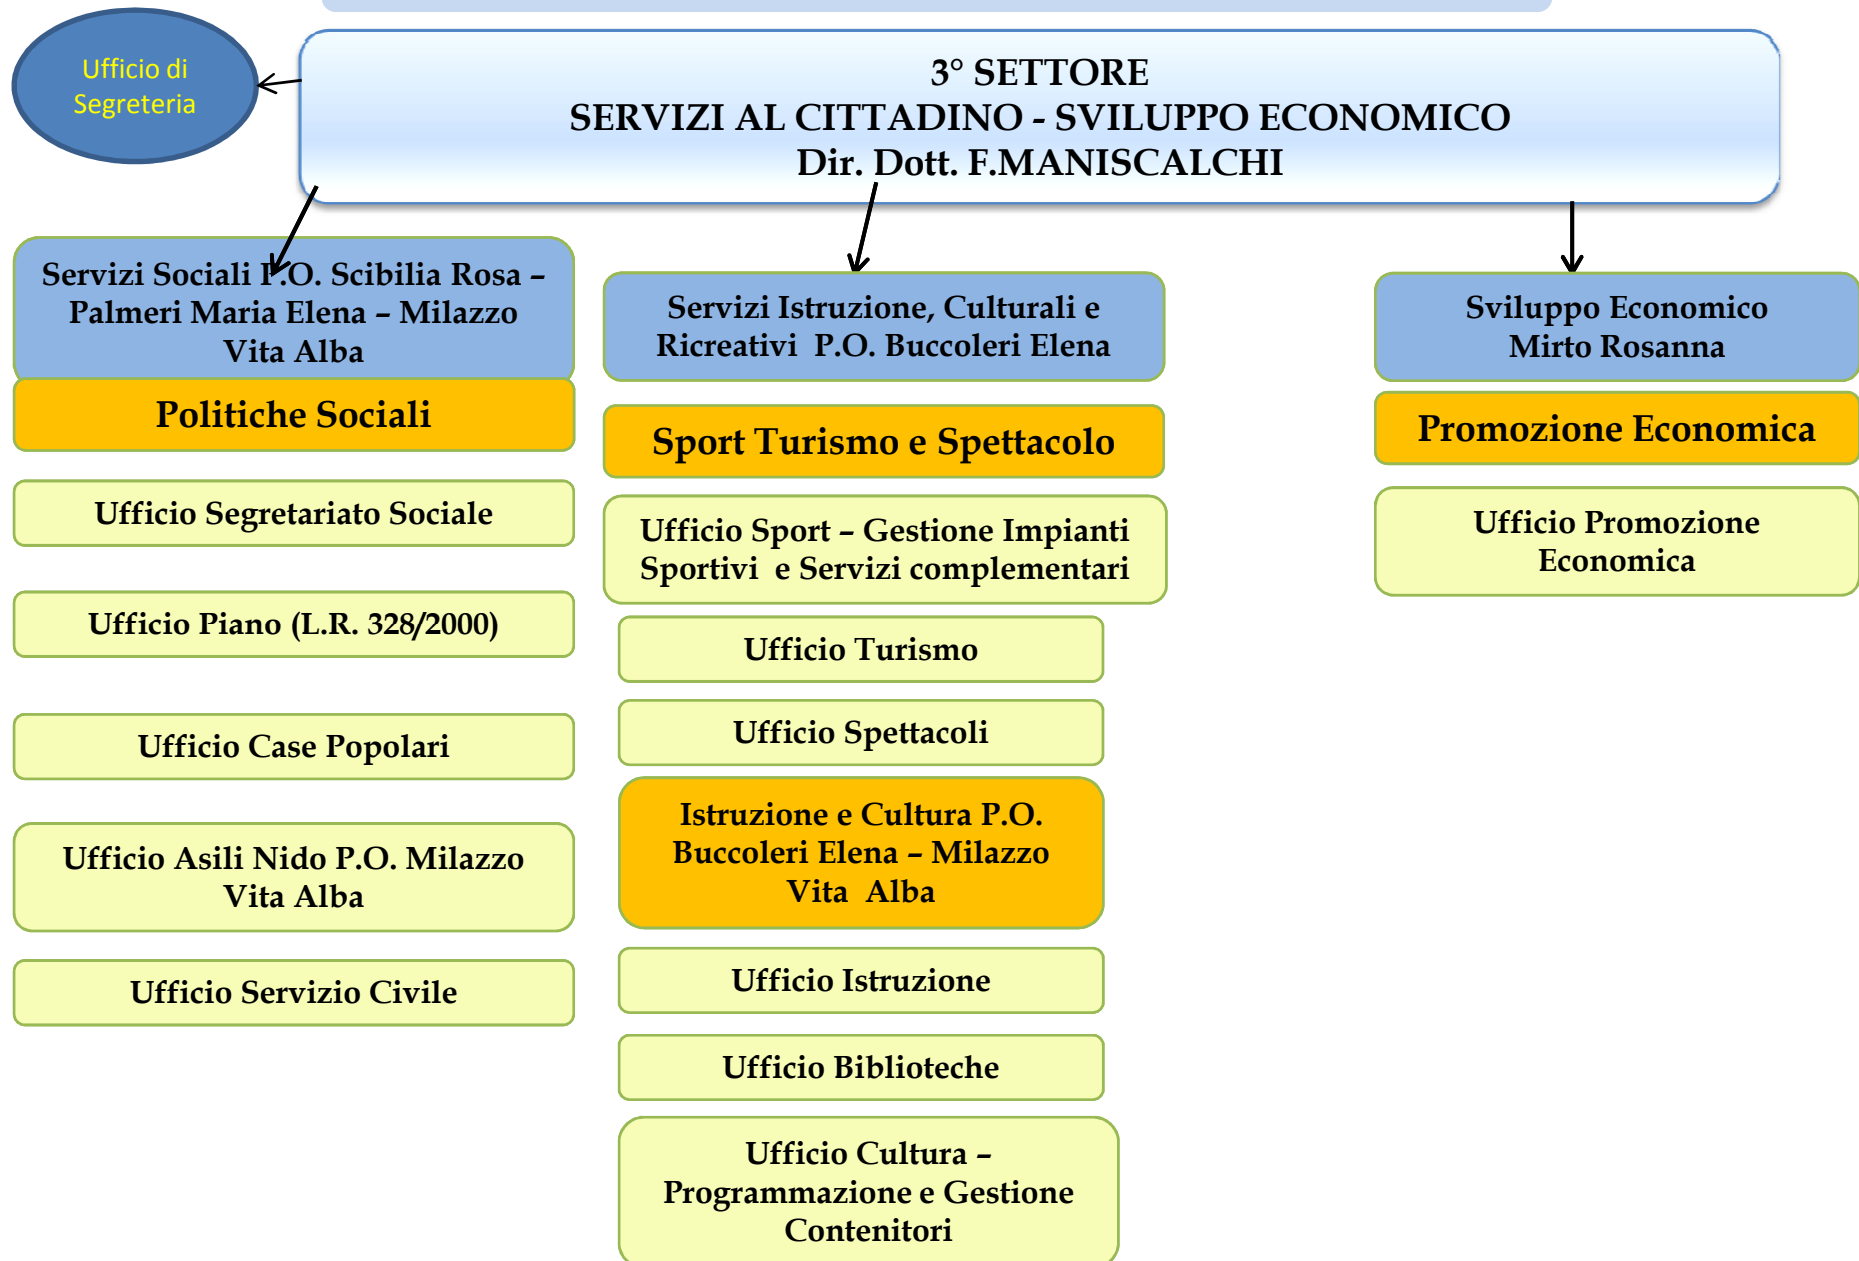 Ufficio di
Segreteria
3° SETTORE
SERVIZI AL CITTADINO - SVILUPPO ECONOMICO
Dir. Dott. F.MANISCALCHI
Servizi Sociali P.O. Scibilia Rosa –
Palmeri Maria Elena – Milazzo
Vita Alba
Politiche Sociali
Ufficio Segretariato Sociale
Ufficio Piano (L.R. 328/2000)
Ufficio Case Popolari
Ufficio Asili Nido P.O. Milazzo
Vita Alba
Ufficio Servizio Civile
Servizi Istruzione, Culturali e
Ricreativi P.O. Buccoleri Elena
Sport Turismo e Spettacolo
Ufficio Sport – Gestione Impianti
Sportivi e Servizi complementari
Ufficio Turismo
Ufficio Spettacoli
Istruzione e Cultura P.O.
Buccoleri Elena – Milazzo
Vita Alba
Ufficio Istruzione
Ufficio Biblioteche
Ufficio Cultura –
Programmazione e Gestione
Contenitori
Sviluppo Economico
Mirto Rosanna
Promozione Economica
Ufficio Promozione
Economica